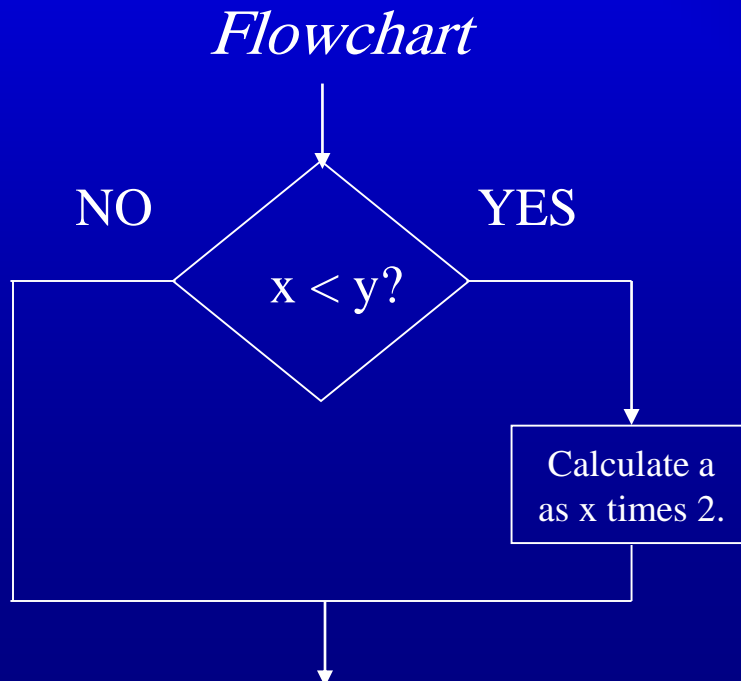 Flowchart
NO
YES
x < y?
Calculate a
as x times 2.